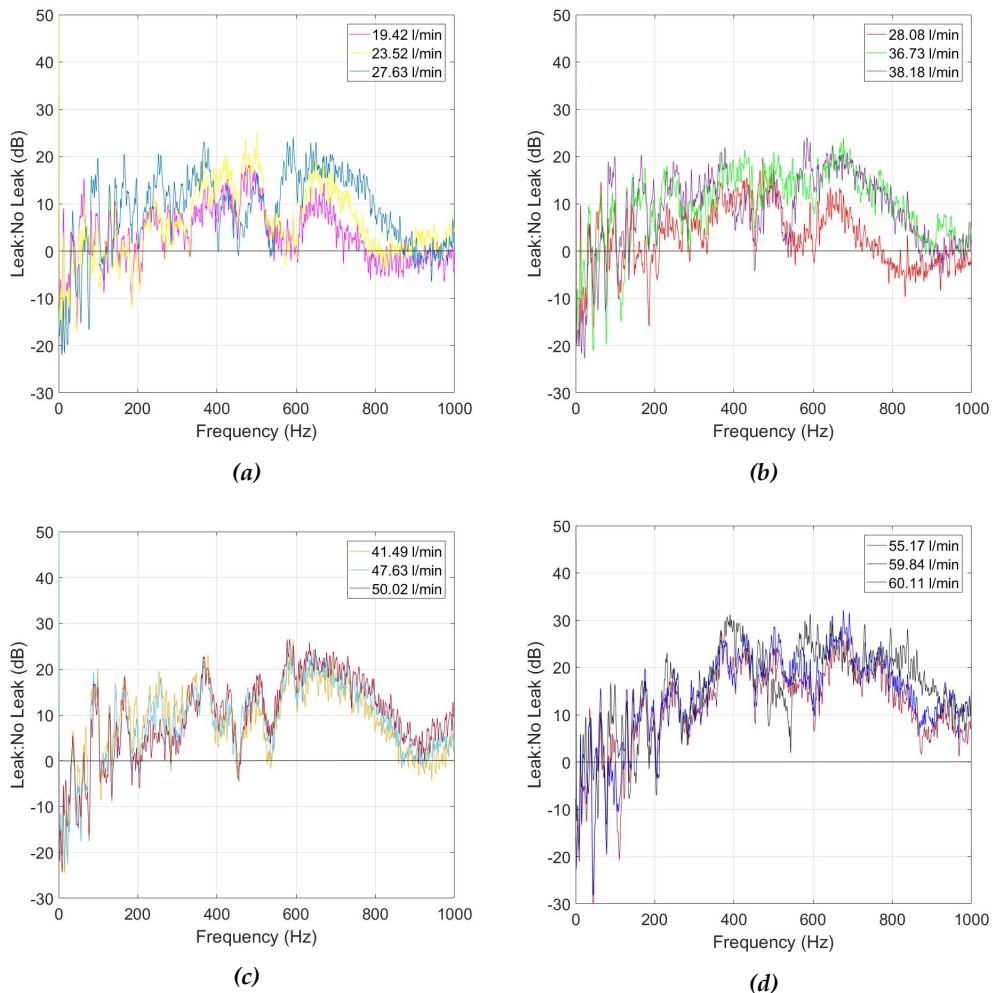 50
40
30
20
10
0
-10
-20
-30
0 200 400 600 800 1000
Leak:No Leak (dB)
Frequency (Hz)
19.42 l/min
23.52 l/min
27.63 l/min
(a)
50
40
30
20
10
0
-10
-20
-30
0 200 400 600 800 1000
Leak:No Leak (dB)
Frequency (Hz)
28.08 l/min
36.73 l/min
38.18 l/min
(b)
50
40
30
20
10
0
-10
-20
-30
0 200 400 600 800 1000
Leak:No Leak (dB)
Frequency (Hz)
41.49 l/min
47.63 l/min
50.02 l/min
(c)
50
40
30
20
10
0
-10
-20
-30
0 200 400 600 800 1000
Leak:No Leak (dB)
Frequency (Hz)
55.17 l/min
59.84 l/min
60.11 l/min
(d)